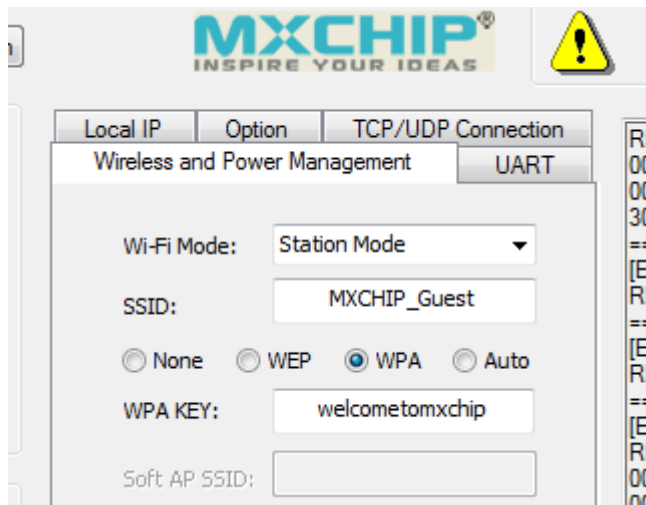 MXCHIP®
INSPIRE YOUR IDEAS
Local IP Option TCP/UDP Connection
Wireless and Power Management UART
Wi-Fi Mode: Station Mode
SSID: MXCHIP_Guest
None WEP WPA Auto
WPA KEY: welcometomxchip
Soft AP SSID: